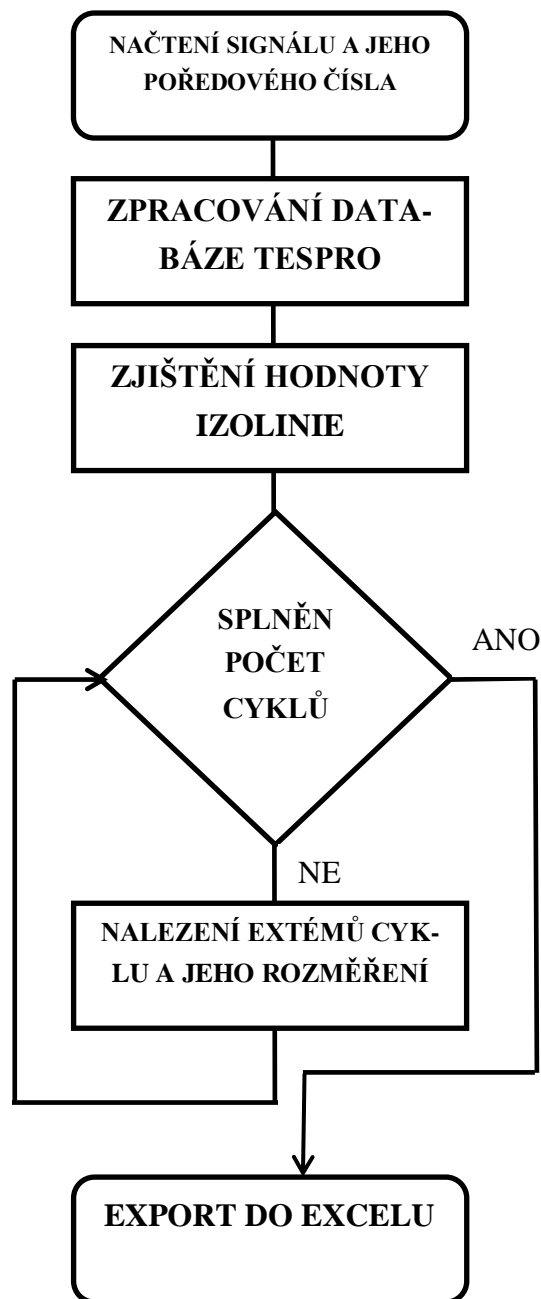 NAČTENÍ SIGNÁLU A JEHO
POŘEDOVÉHO ČÍSLA
ZPRACOVÁNÍ DATA-
BÁZE TESPRO
ZJIŠTĚNÍ HODNOTY
IZOLINIE
SPLNĚN
POČET
CYKLŮ
ANO
NE
NALEZENÍ EXTÉMŮ CYK-
LU A JEHO ROZMĚŘENÍ
EXPORT DO EXCELU